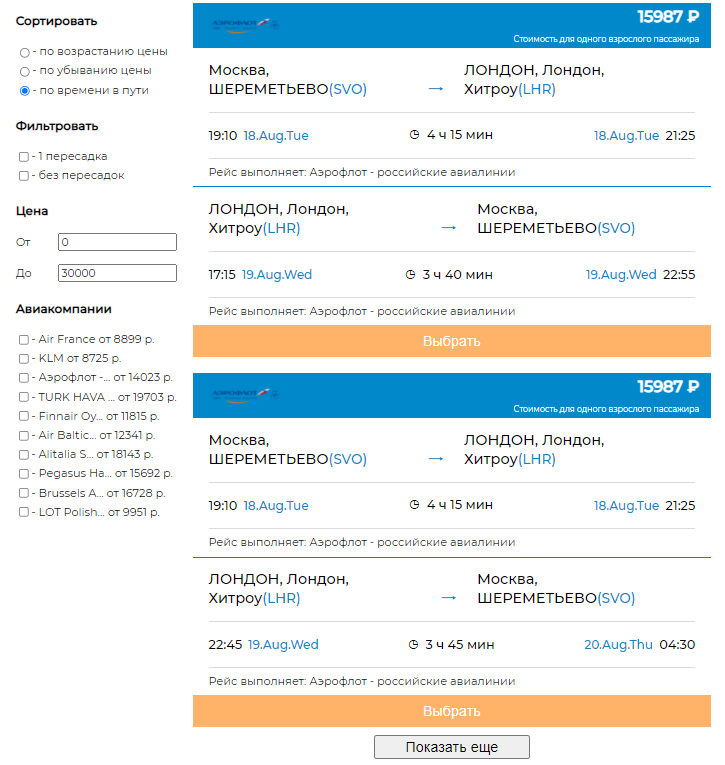 Сортировать
- по возрастанию цены
- по убыванию цены
- по времени в пути
Фильтровать
- 1 пересадка
- без пересадок
Цена
От 0
До 30000
Авиакомпании
- Air France от 8899 р.
- KLM от 8725 р.
- Аэрофлот -... от 14023 р.
- TURK HAVA ... от 19703 р.
- Finnair Oy... от 11815 р.
- Air Baltic... от 12341 р.
- Alitalia S... от 18143 р.
- Pegasus Ha... от 15692 р.
- Brussels A... от 16728 р.
- LOT Polish... от 9951 р.
АЭРОФЛОТ
15987 ₽
Стоимость для одного взрослого пассажира
Москва, ЛОНДОН, Лондон,
ШЕРЕМЕТЬЕВО(SVO) → Хитроу(LHR)
19:10 18.Aug.Tue 4 ч 15 мин 18.Aug.Tue 21:25
Рейс выполняет: Аэрофлот - российские авиалинии
ЛОНДОН, Лондон, Москва,
Хитроу(LHR) → ШЕРЕМЕТЬЕВО(SVO)
17:15 19.Aug.Wed 3 ч 40 мин 19.Aug.Wed 22:55
Рейс выполняет: Аэрофлот - российские авиалинии
Выбрать
АЭРОФЛОТ
15987 ₽
Стоимость для одного взрослого пассажира
Москва, ЛОНДОН, Лондон,
ШЕРЕМЕТЬЕВО(SVO) → Хитроу(LHR)
19:10 18.Aug.Tue 4 ч 15 мин 18.Aug.Tue 21:25
Рейс выполняет: Аэрофлот - российские авиалинии
ЛОНДОН, Лондон, Москва,
Хитроу(LHR) → ШЕРЕМЕТЬЕВО(SVO)
22:45 19.Aug.Wed 3 ч 45 мин 20.Aug.Thu 04:30
Рейс выполняет: Аэрофлот - российские авиалинии
Выбрать
Показать еще